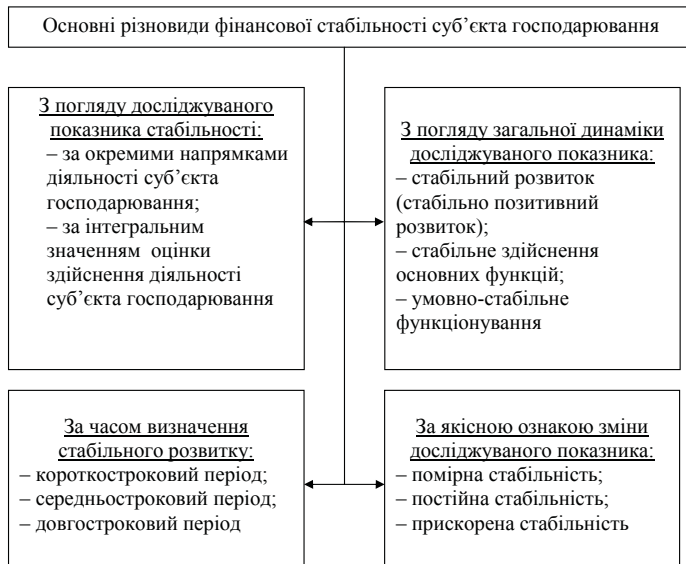 Основні різновиди фінансової стабільності суб’єкта господарювання
З погляду досліджуваного
показника стабільності:
– за окремими напрямками
діяльності суб’єкта
господарювання;
– за інтегральним
значенням оцінки
здійснення діяльності
суб’єкта господарювання
З погляду загальної динаміки
досліджуваного показника:
– стабільний розвиток
(стабільно позитивний
розвиток);
– стабільне здійснення
основних функцій;
– умовно-стабільне
функціонування
За часом визначення
стабільного розвитку:
– короткостроковий період;
– середньостроковий період;
– довгостроковий період
За якісною ознакою зміни
досліджуваного показника:
– помірна стабільність;
– постійна стабільність;
– прискорена стабільність